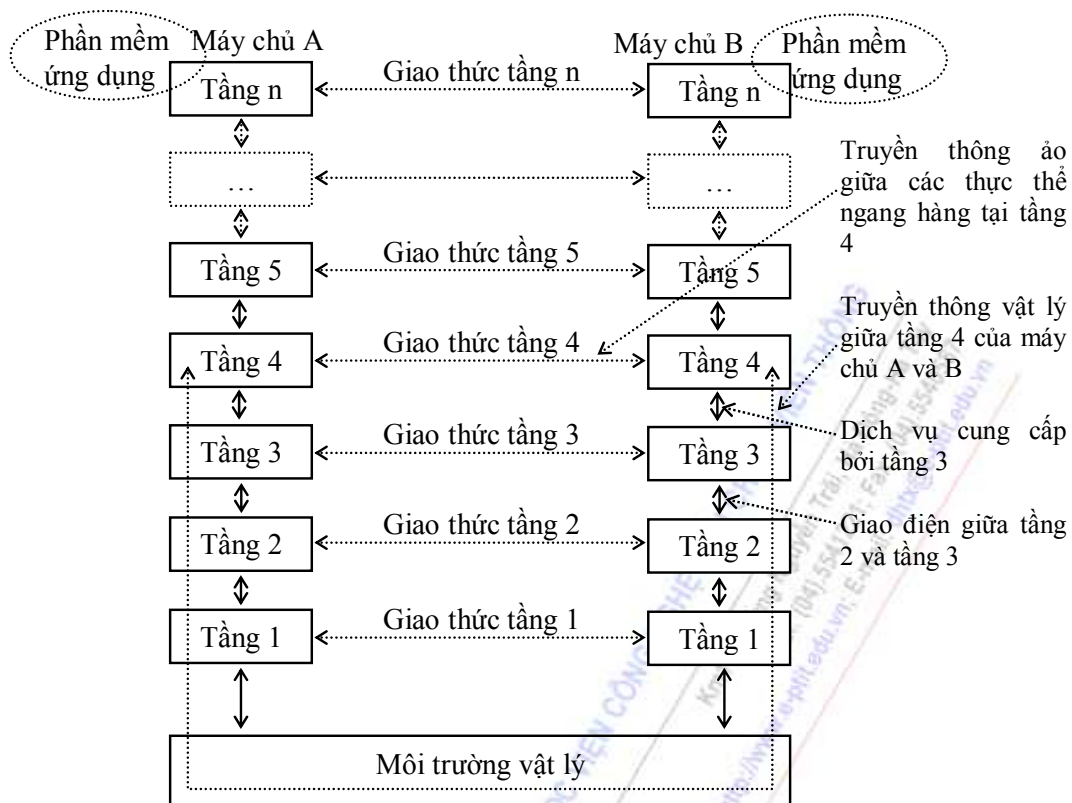 Phần mềm
ứng dụng
Máy chủ A
Máy chủ B
Phần mềm
ứng dụng
Tầng n
Giao thức tầng n
Tầng n
...
...
Truyền thông ảo
giữa các thực thể
ngang hàng tại tầng
4
Tầng 5
Giao thức tầng 5
Tầng 5
Truyền thông vật lý
giữa tầng 4 của máy
chủ A và B
Tầng 4
Giao thức tầng 4
Tầng 4
Dịch vụ cung cấp
bởi tầng 3
Tầng 3
Giao thức tầng 3
Tầng 3
Giao điện giữa tầng
2 và tầng 3
Tầng 2
Giao thức tầng 2
Tầng 2
Tầng 1
Giao thức tầng 1
Tầng 1
Môi trường vật lý